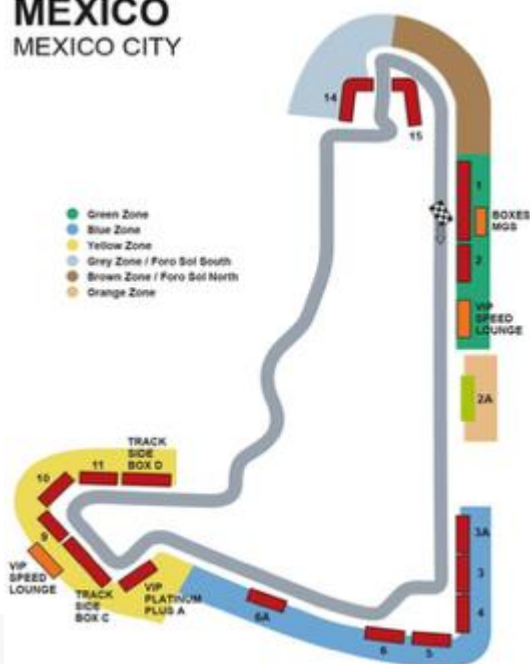 MEXICO
MEXICO CITY
14
15
1
BOXES
MGS
2
VIP
SPEED
LOUNGE
2A
Green Zone
Blue Zone
Yellow Zone
Grey Zone / Foro Sol South
Brown Zone / Foro Sol North
Orange Zone
TRACK
SIDE
BOX D
11
10
9
VIP
SPEED
LOUNGE
TRACK
SIDE
BOX C
VIP
PLATINUM
PLUS A
6A
6
5
4
3
3A